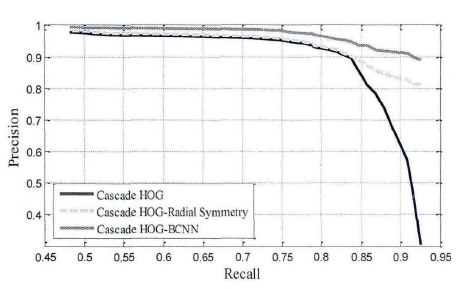 Precision
1
0.9
0.8
0.7
0.6
0.5
0.4
Cascade HOG
Cascade HOG-Radial Symmetry
Cascade HOG-BCNN
0.45 0.5 0.55 0.6 0.65 0.7 0.75 0.8 0.85 0.9 0.95
Recall